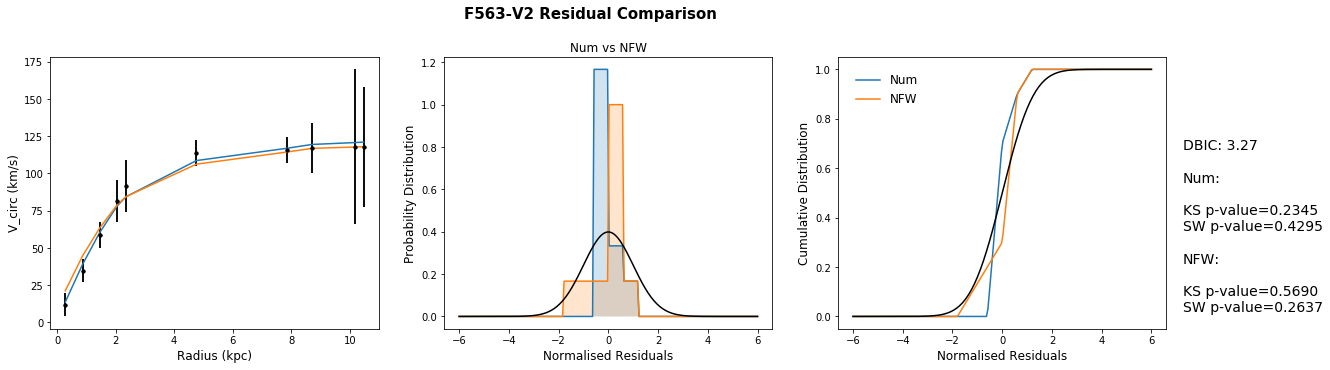 F563-V2 Residual Comparison
V_circ (km/s)
175
150
125
100
75
50
25
0
0 2 4 6 8 10
Radius (kpc)
Num vs NFW
Probability Distribution
1.2
1.0
0.8
0.6
0.4
0.2
0.0
−6 −4 −2 0 2 4 6
Normalised Residuals
Cumulative Distribution
1.0
0.8
0.6
0.4
0.2
0.0
Num
NFW
−6 −4 −2 0 2 4 6
Normalised Residuals
DBIC: 3.27
Num:
KS p-value=0.2345
SW p-value=0.4295
NFW:
KS p-value=0.5690
SW p-value=0.2637